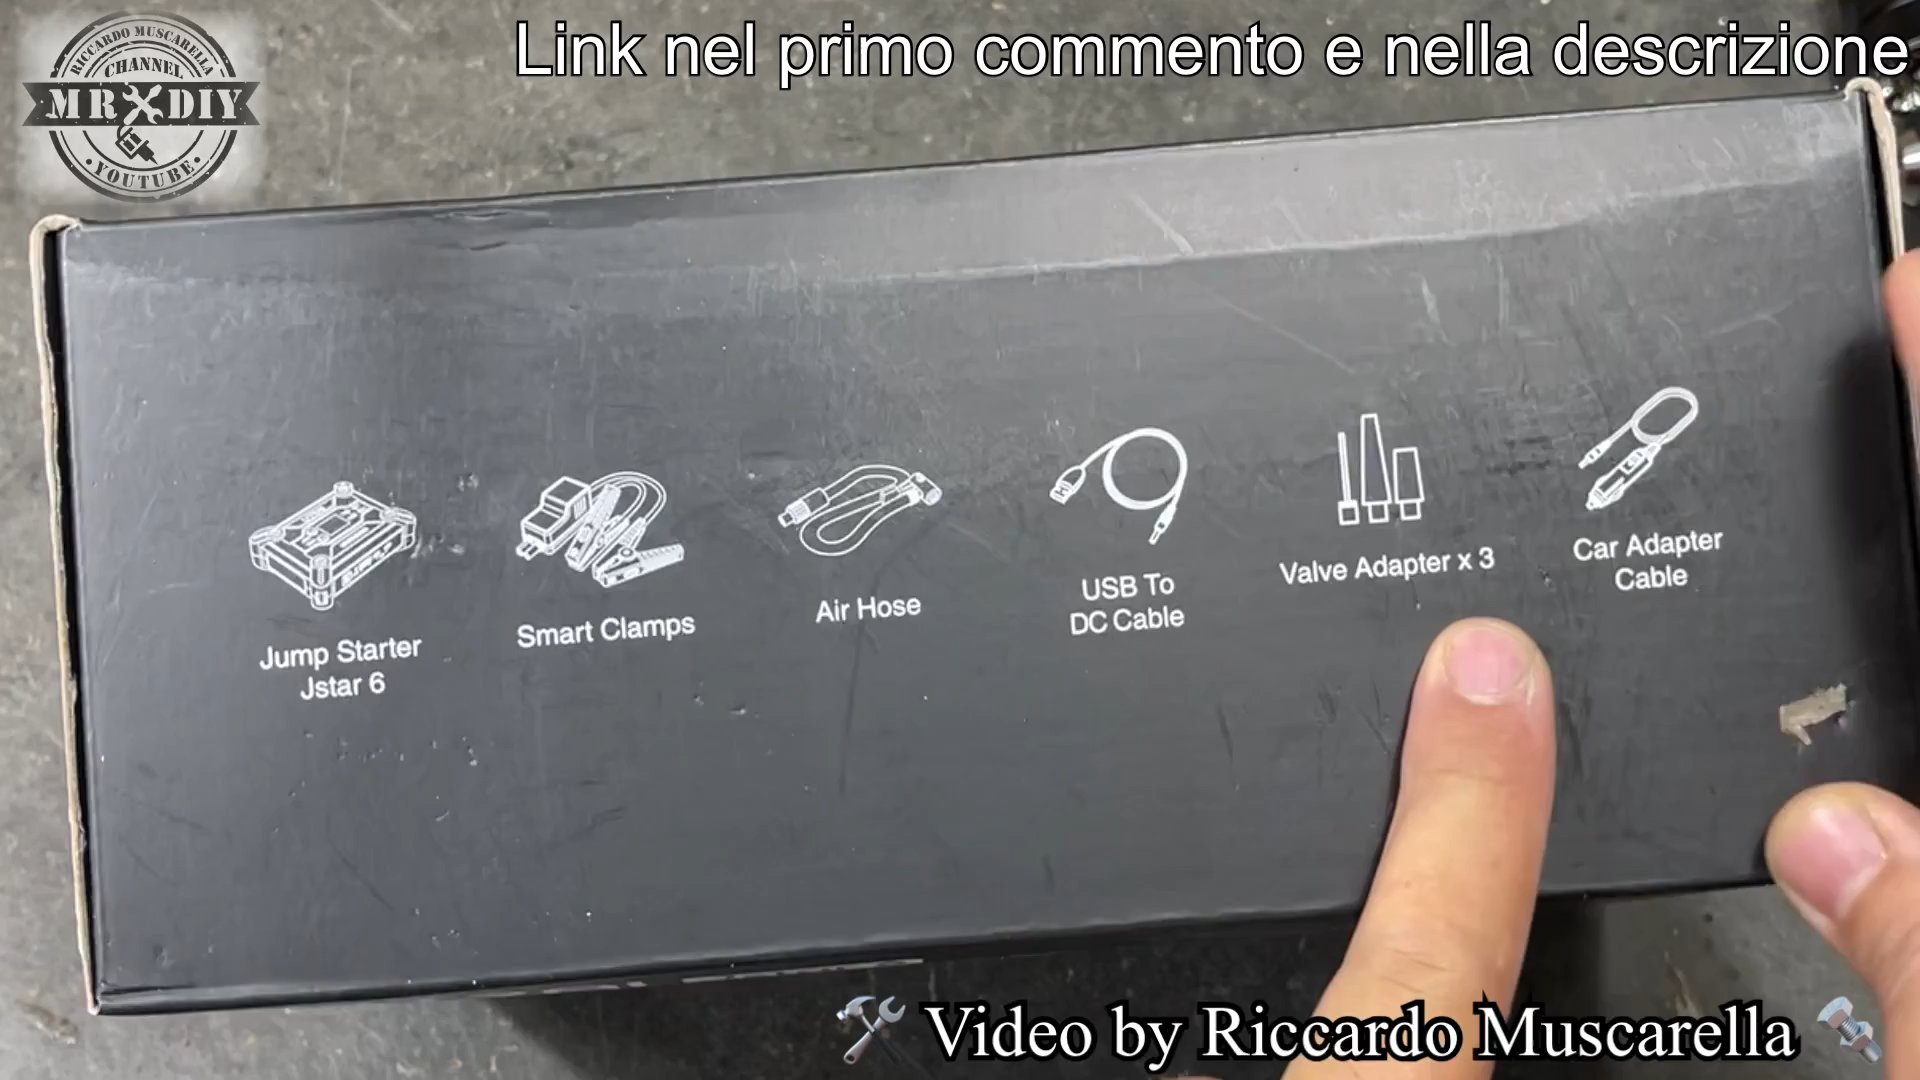 Link nel primo commento e nella descrizione
RICCARDO MUSCARELLA
CHANNEL
MR DIY
YOUTUBE
Jump Starter
Jstar 6
Smart Clamps
Air Hose
USB To
DC Cable
Valve Adapter x 3
Car Adapter
Cable
Video by Riccardo Muscarella